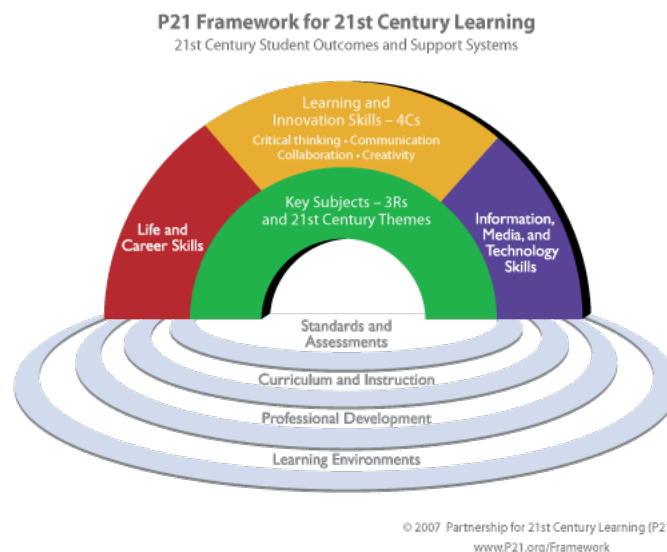 P21 Framework for 21st Century Learning
21st Century Student Outcomes and Support Systems
Learning and
Innovation Skills – 4Cs
Critical thinking • Communication
Collaboration • Creativity
Key Subjects – 3Rs
and 21st Century Themes
Life and
Career Skills
Information,
Media, and
Technology
Skills
Standards and
Assessments
Curriculum and Instruction
Professional Development
Learning Environments
© 2007 Partnership for 21st Century Learning (P21
www.P21.org/Framework